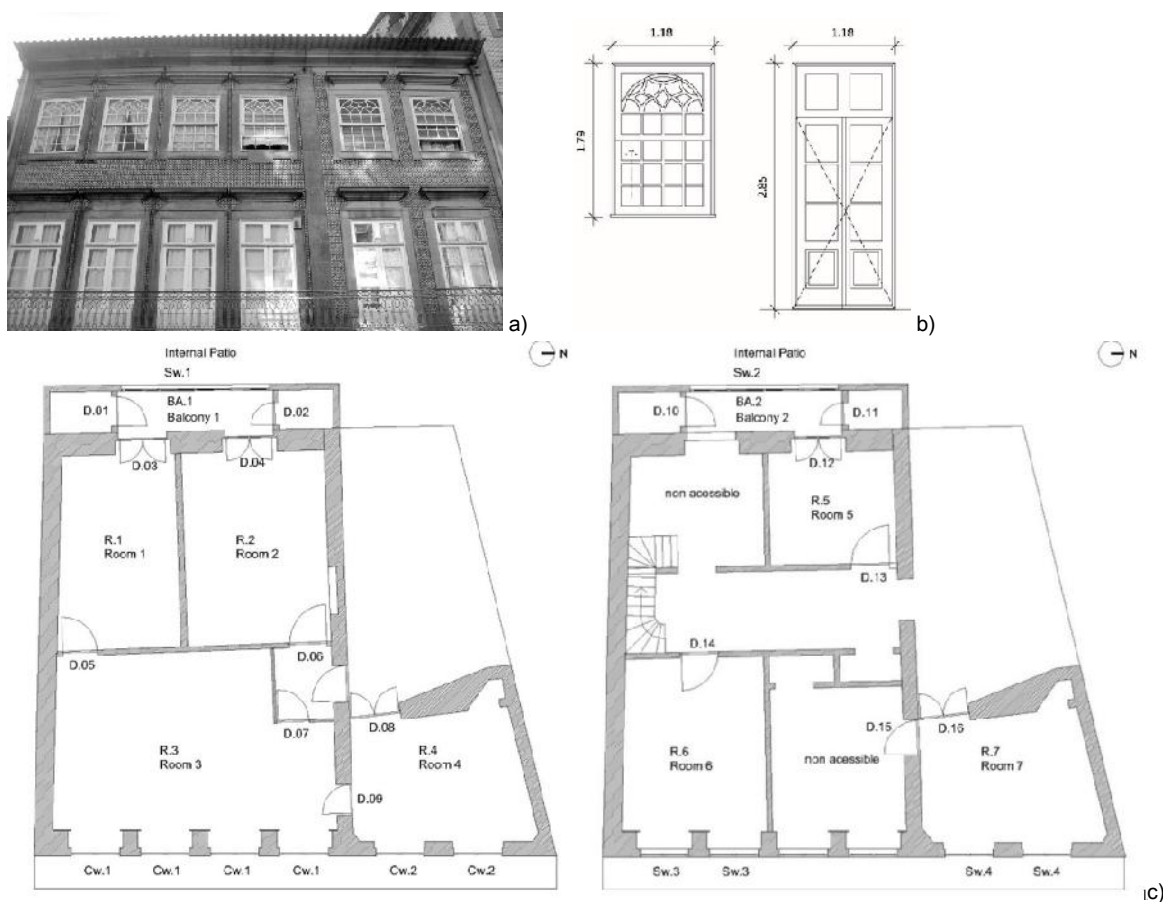 a)
1.18
1.79
1.18
2.85
b)
Internal Patio
Sw.1
N
D.01
BA.1
Balcony 1
D.02
D.03
D.04
R.1
Room 1
R.2
Room 2
D.05
D.06
D.07
D.08
R.3
Room 3
R.4
Room 4
D.09
Cw.1
Cw.1
Cw.1
Cw.1
Cw.2
Cw.2
Internal Patio
Sw.2
N
D.10
BA.2
Balcony 2
D.11
D.12
non acessible
R.5
Room 5
D.13
D.14
D.15
D.16
R.6
Room 6
non acessible
R.7
Room 7
Sw.3
Sw.3
Sw.4
Sw.4
c)